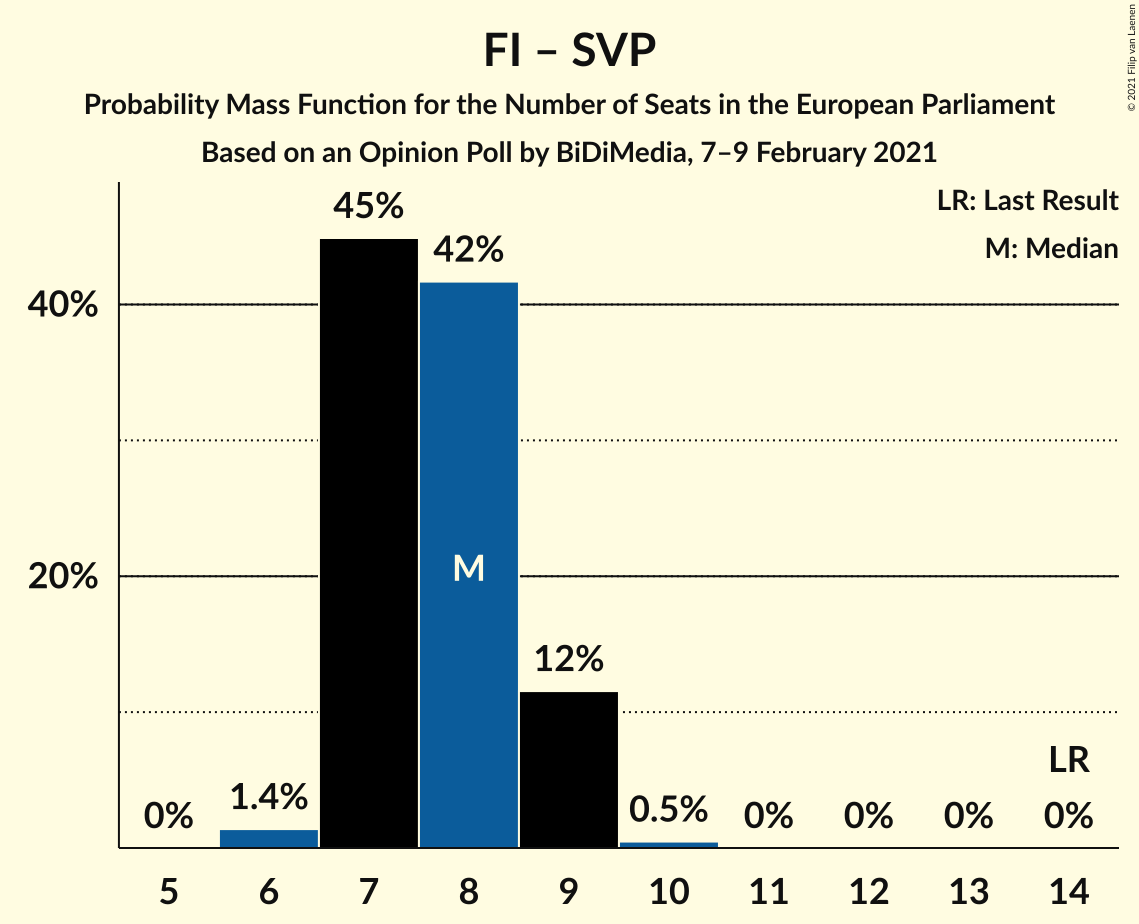 FI – SVP
Probability Mass Function for the Number of Seats in the European Parliament
Based on an Opinion Poll by BiDiMedia, 7–9 February 2021
© 2021 Filip van Laenen
LR: Last Result
M: Median
45%
42%
40%
M
20%
12%
LR
1.4%
0.5%
0%
0%
0%
0%
0%
5
6
7
8
9
10
11
12
13
14